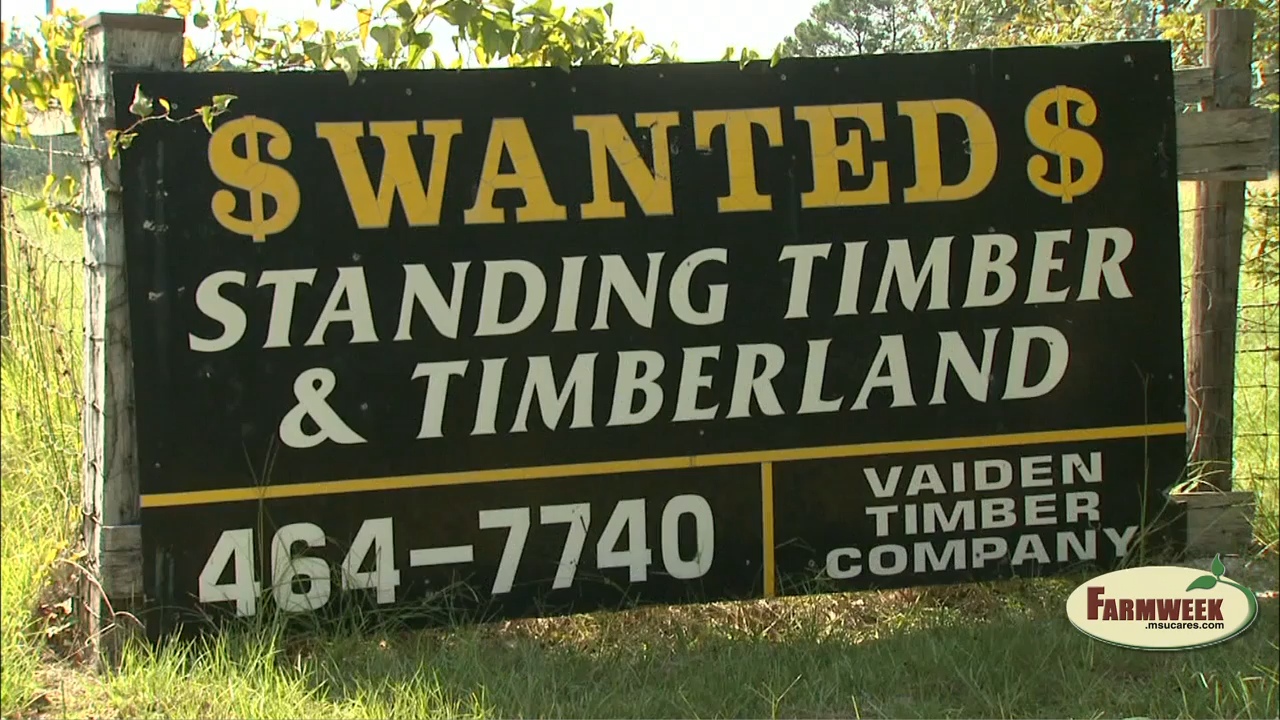 $ WANTED $
STANDING TIMBER
& TIMBERLAND
464-7740
VAIDEN
TIMBER
COMPANY
FARMWEEK
.msucares.com